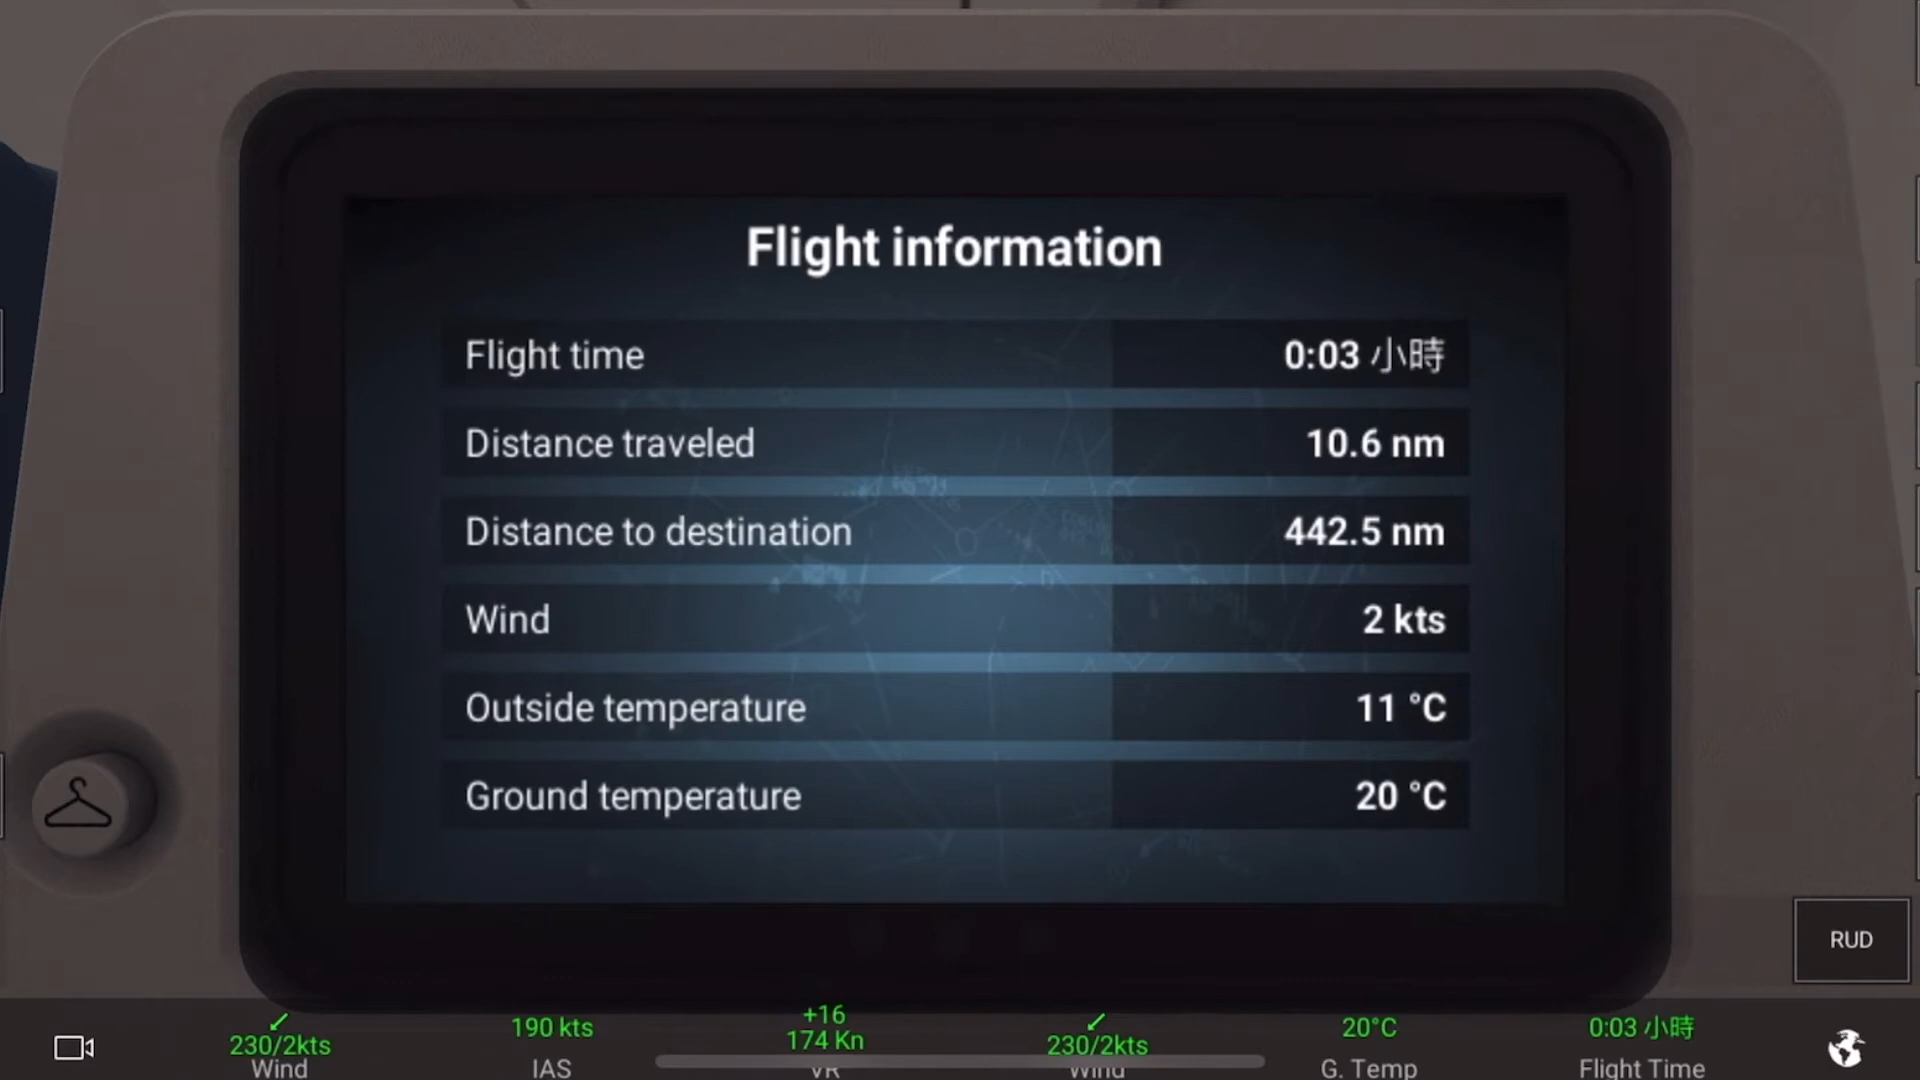 Flight information
Flight time 0:03 小時
Distance traveled 10.6 nm
Distance to destination 442.5 nm
Wind 2 kts
Outside temperature 11 °C
Ground temperature 20 °C
RUD
230/2kts
Wind
190 kts
IAS
+16
174 Kn
VR
230/2kts
Wind
20°C
G. Temp
0:03 小時
Flight Time